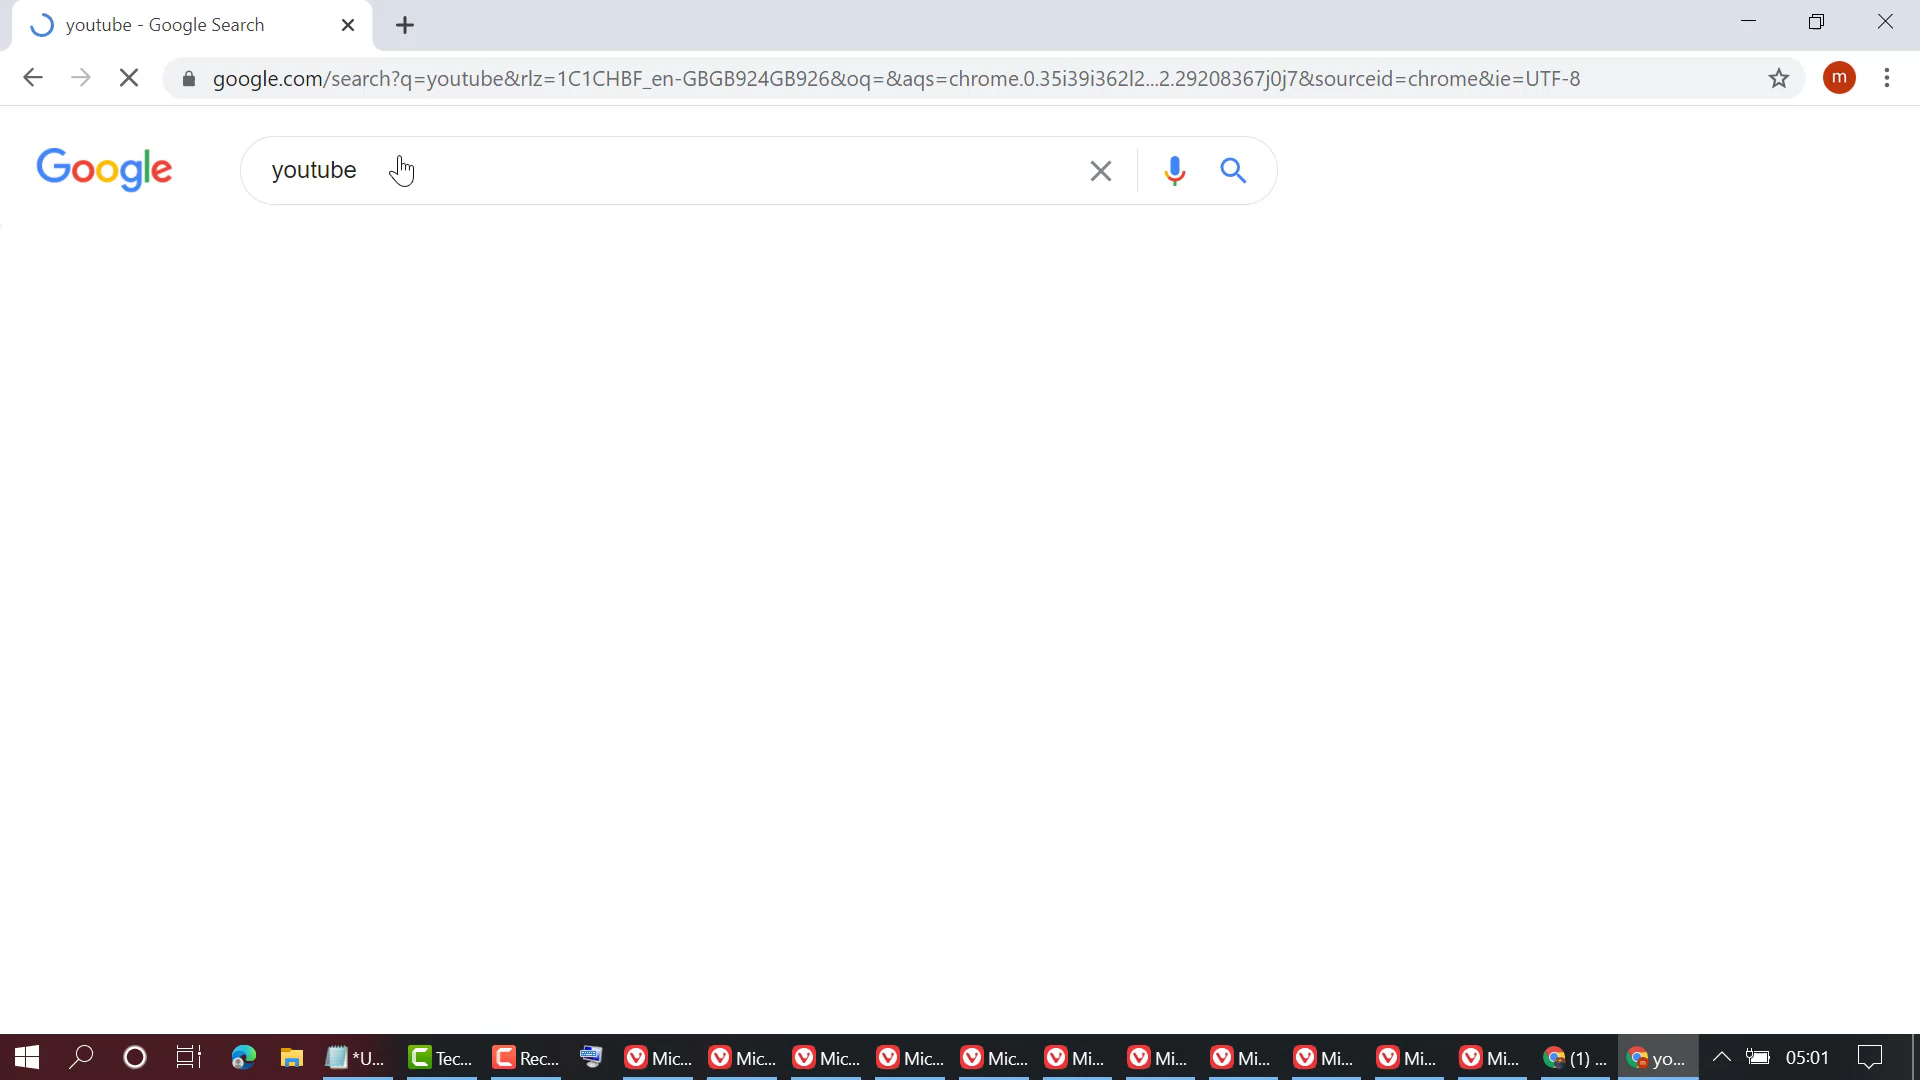 youtube - Google Search
google.com/search?q=youtube&rlz=1C1CHBF_en-GBGB924GB926&oq=&aqs=chrome.0.35i39i362l2...2.29208367j0j7&sourceid=chrome&ie=UTF-8
m
Google
youtube
*U... Tec... Rec... Mic... Mic... Mic... Mic... Mic... Mi... Mi... Mi... Mi... Mi... Mi... (1) ... yo... 05:01